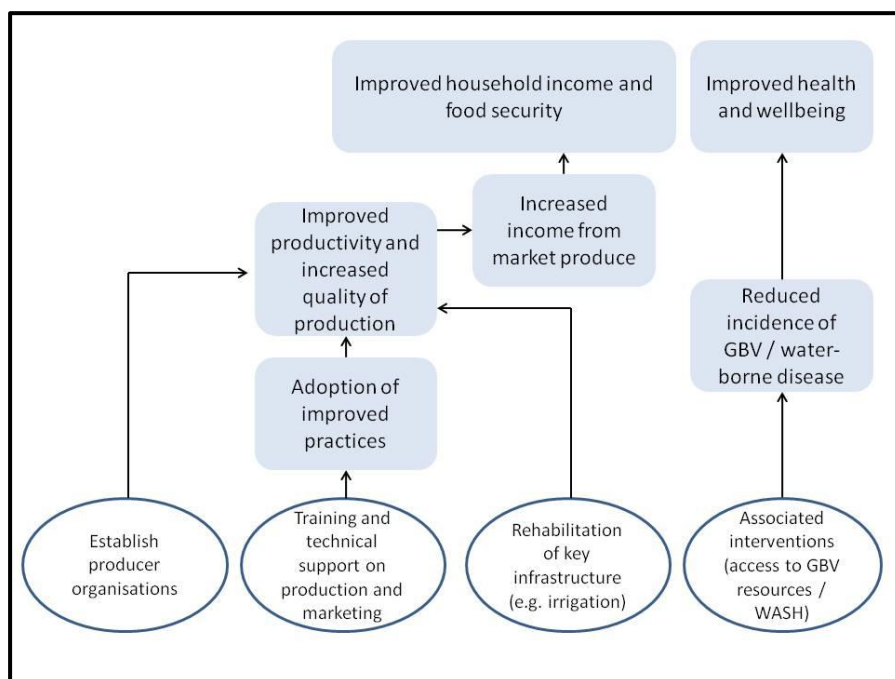 Improved household income and
food security
Improved health
and wellbeing
Increased
income from
market produce
Improved
productivity and
increased
quality of
production
Reduced
incidence of
GBV / water-
borne disease
Adoption of
improved
practices
Establish
producer
organisations
Training and
technical
support on
production and
marketing
Rehabilitation
of key
infrastructure
(e.g. irrigation)
Associated
interventions
(access to GBV
resources /
WASH)